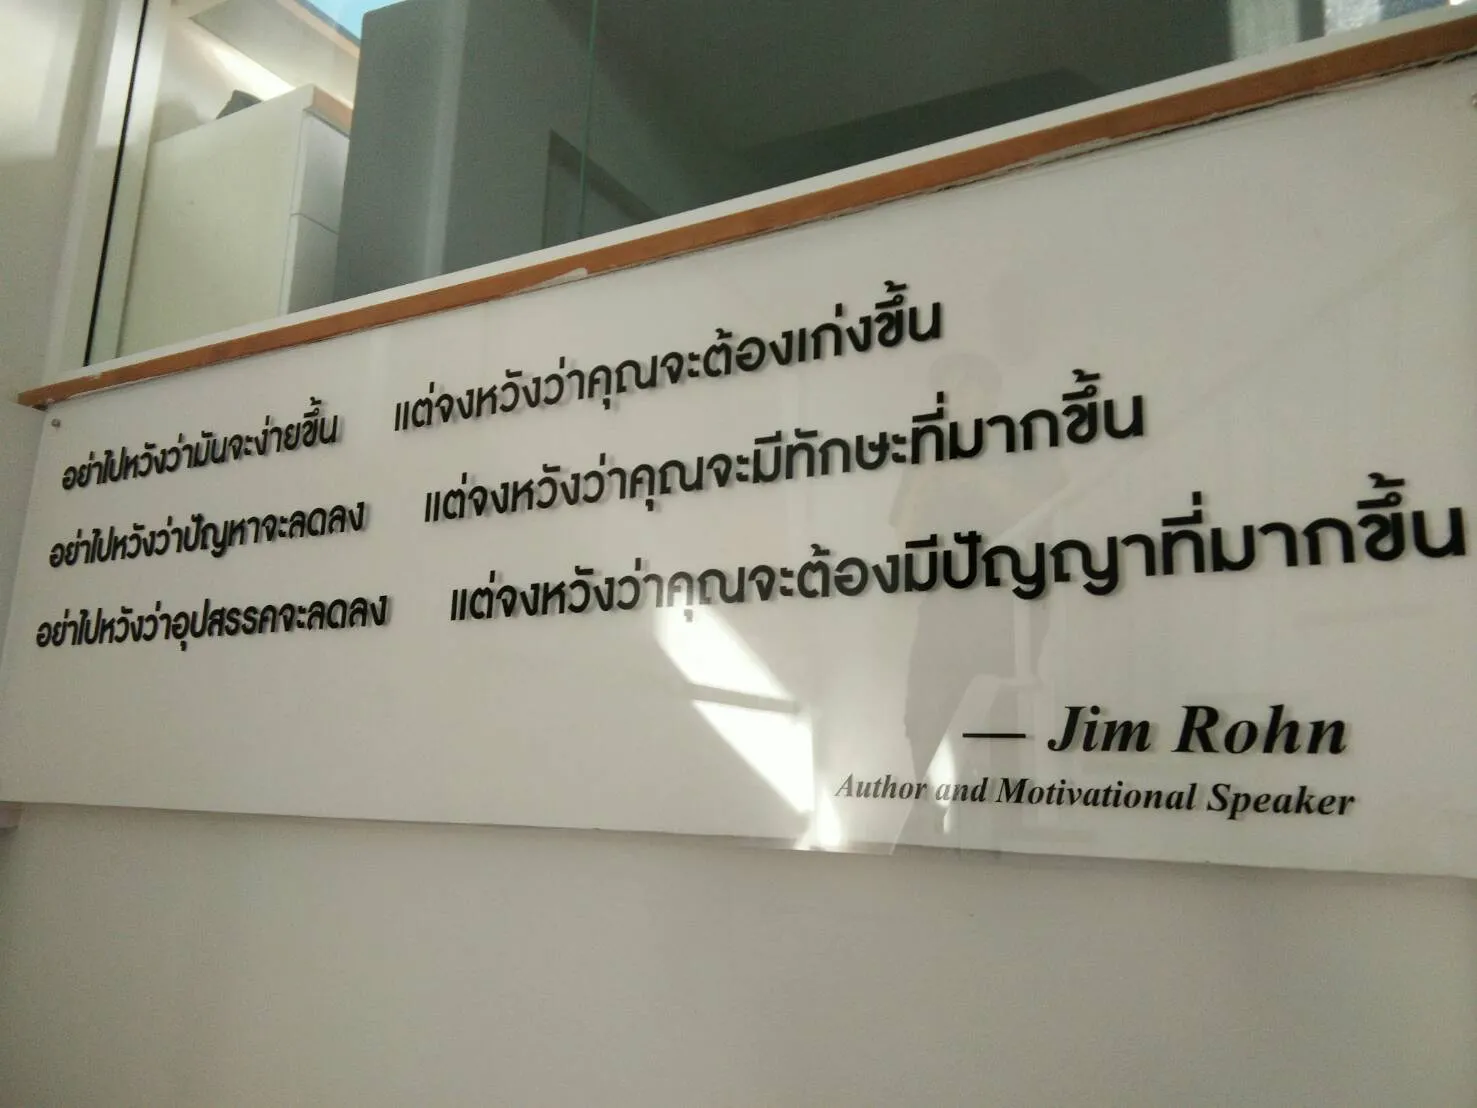 อย่าไปหวังว่ามันจะง่ายขึ้น แต่จงหวังว่าคุณจะต้องเก่งขึ้น
อย่าไปหวังว่าปัญหาจะลดลง แต่จงหวังว่าคุณจะมีทักษะที่มากขึ้น
อย่าไปหวังว่าอุปสรรคจะลดลง แต่จงหวังว่าคุณจะต้องมีปัญญาที่มากขึ้น
— Jim Rohn
Author and Motivational Speaker